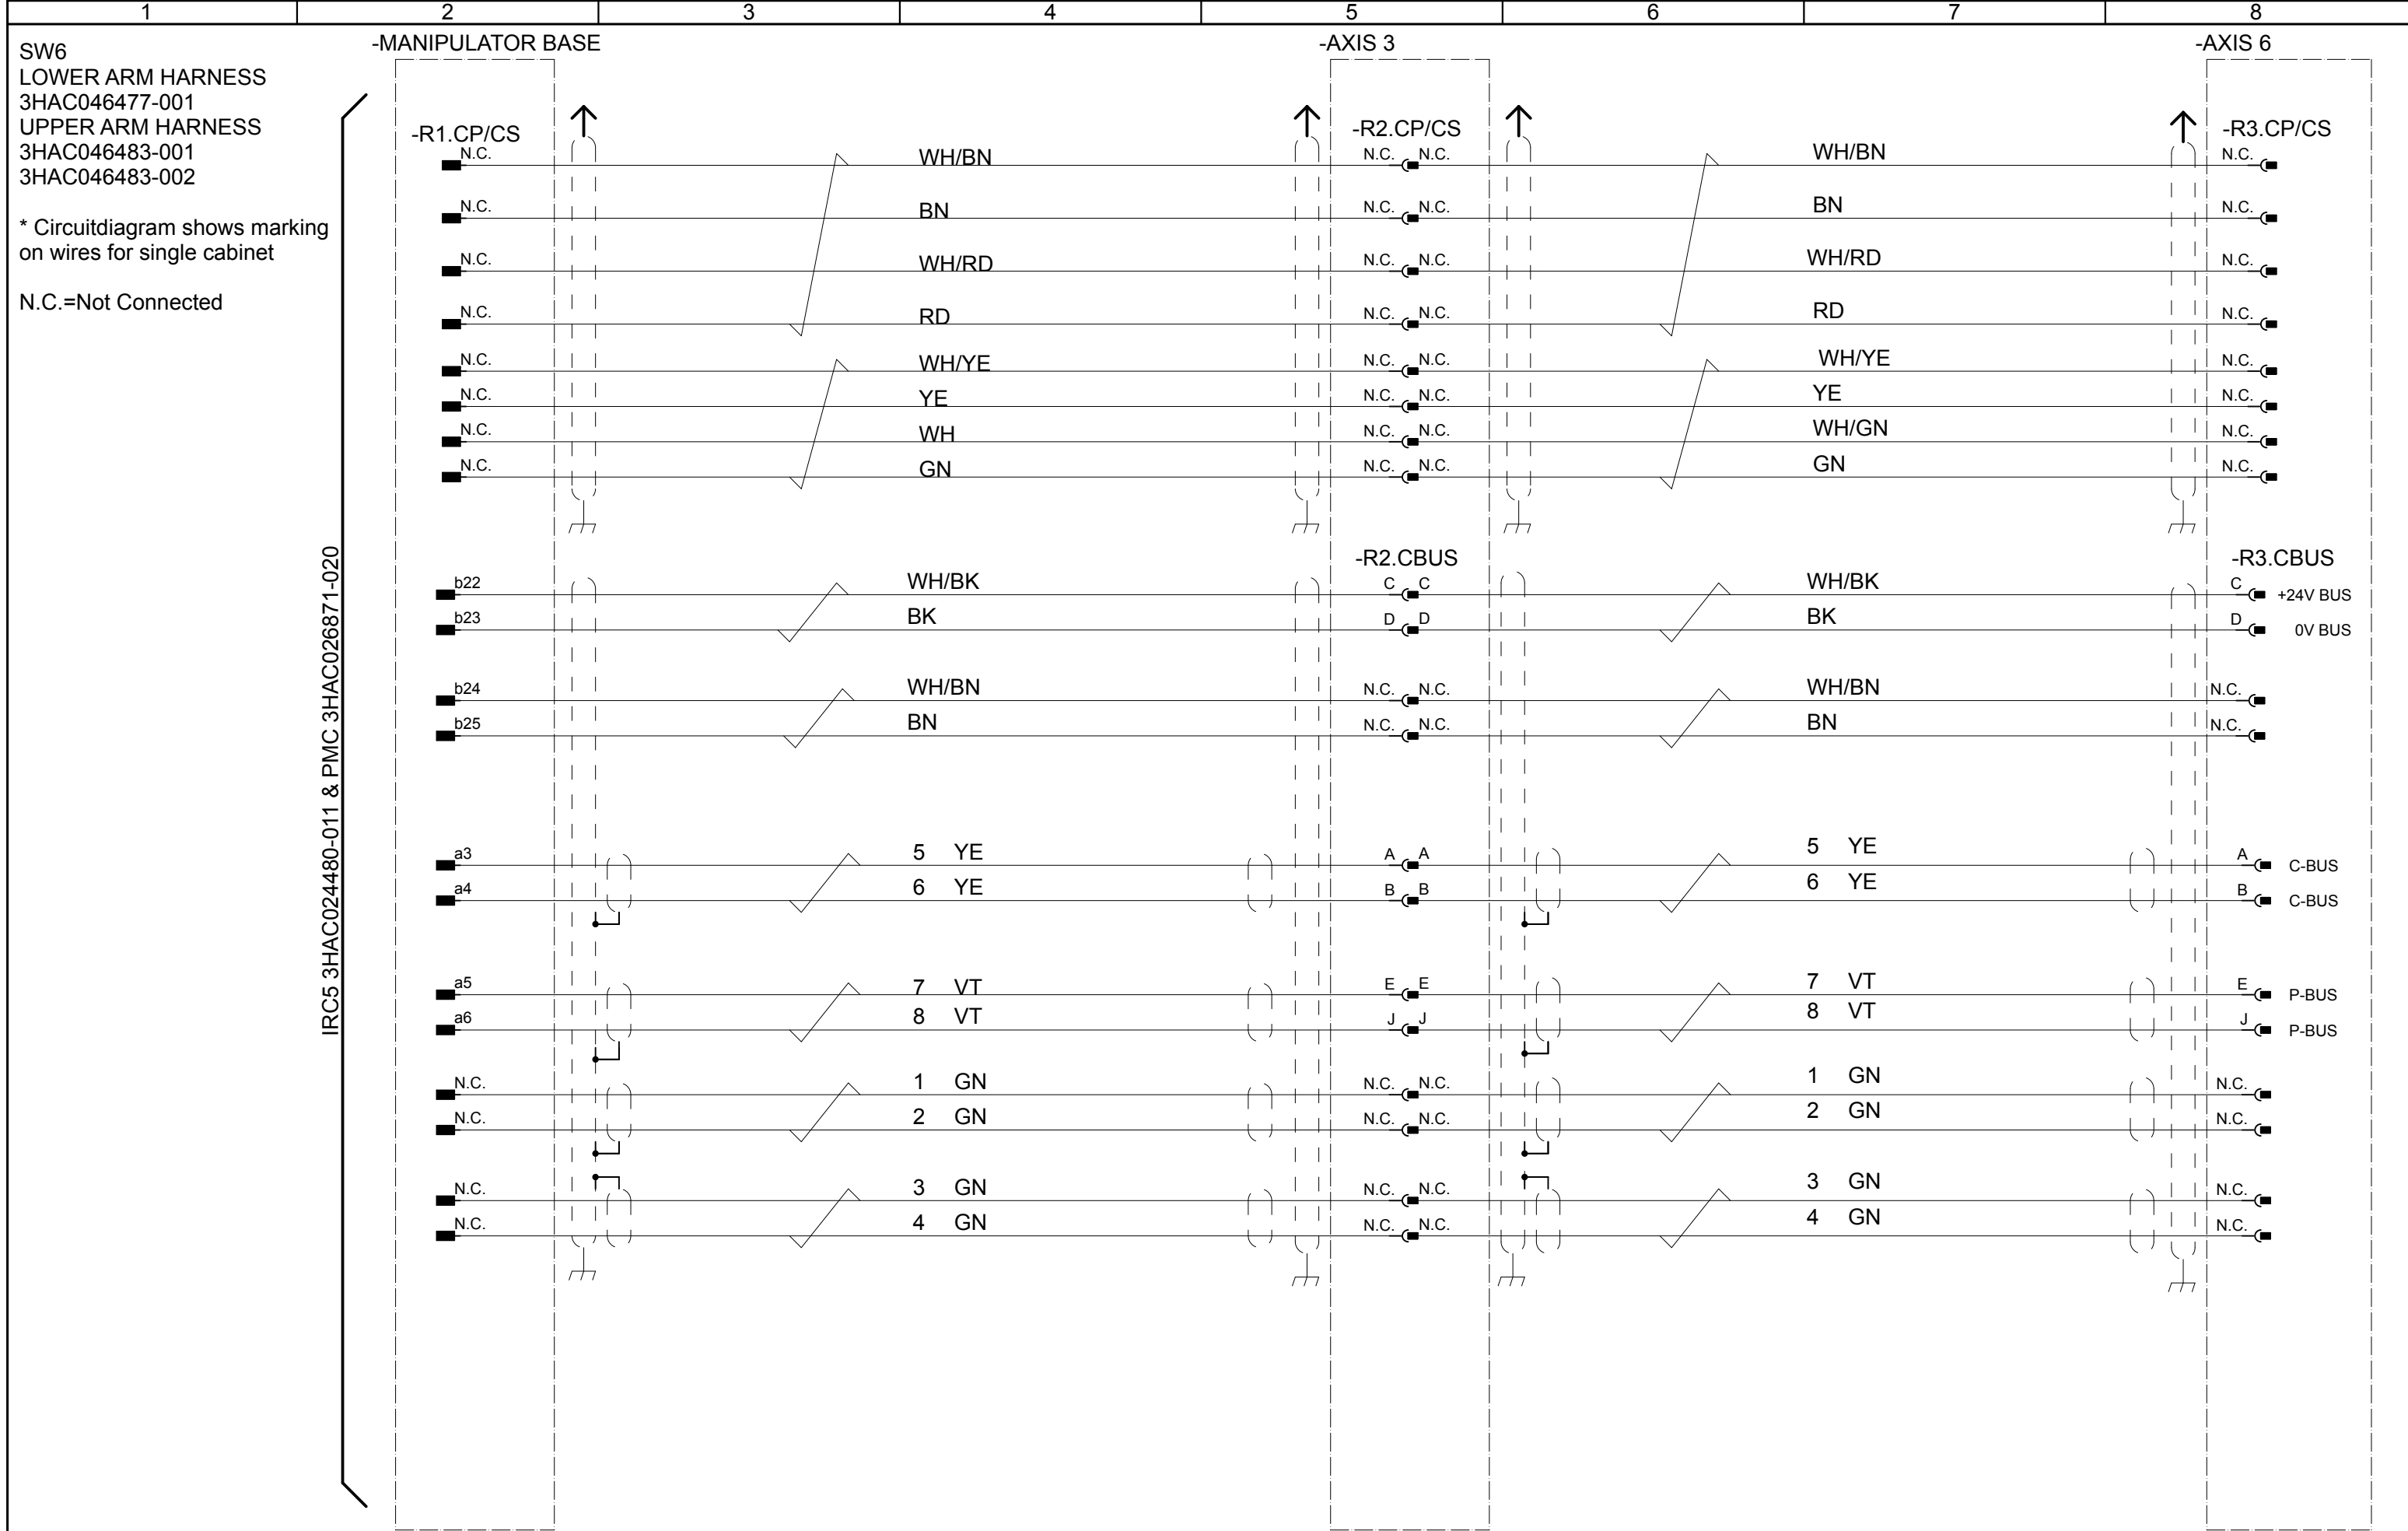 1 2 3 4 5 6 7 8
SW6
LOWER ARM HARNESS
3HAC046477-001
UPPER ARM HARNESS
3HAC046483-001
3HAC046483-002
* Circuitdiagram shows marking
on wires for single cabinet
N.C.=Not Connected
IRC5 3HAC024480-011 & PMC 3HAC026871-020
-MANIPULATOR BASE -AXIS 3 -AXIS 6
-R1.CP/CS -R2.CP/CS -R3.CP/CS
N.C. WH/BN N.C. N.C. WH/BN N.C.
N.C. BN N.C. N.C. BN N.C.
N.C. WH/RD N.C. N.C. WH/RD N.C.
N.C. RD N.C. N.C. RD N.C.
N.C. WH/YE N.C. N.C. WH/YE N.C.
N.C. YE N.C. N.C. YE N.C.
N.C. WH N.C. N.C. WH/GN N.C.
N.C. GN N.C. N.C. GN N.C.
-R2.CBUS -R3.CBUS
b22 WH/BK C C WH/BK C +24V BUS
b23 BK D D BK D 0V BUS
b24 WH/BN N.C. N.C. WH/BN N.C.
b25 BN N.C. N.C. BN N.C.
a3 5 YE A A 5 YE A C-BUS
a4 6 YE B B 6 YE B C-BUS
a5 7 VT E E 7 VT E P-BUS
a6 8 VT J J 8 VT J P-BUS
N.C. 1 GN N.C. N.C. 1 GN N.C.
N.C. 2 GN N.C. N.C. 2 GN N.C.
N.C. 3 GN N.C. N.C. 3 GN N.C.
N.C. 4 GN N.C. N.C. 4 GN N.C.